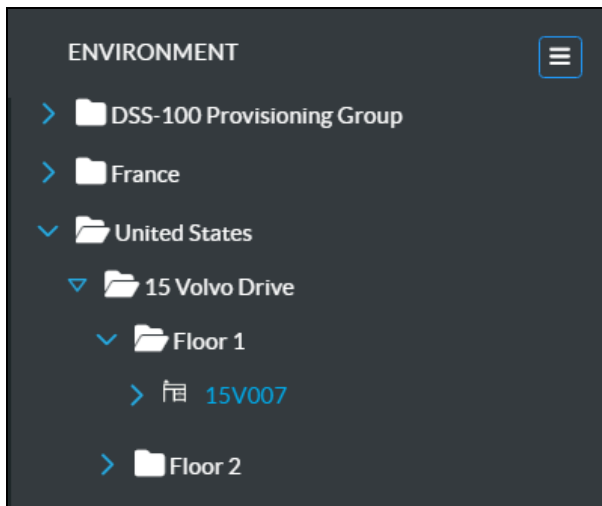 ENVIRONMENT
DSS-100 Provisioning Group
France
United States
15 Volvo Drive
Floor 1
15V007
Floor 2